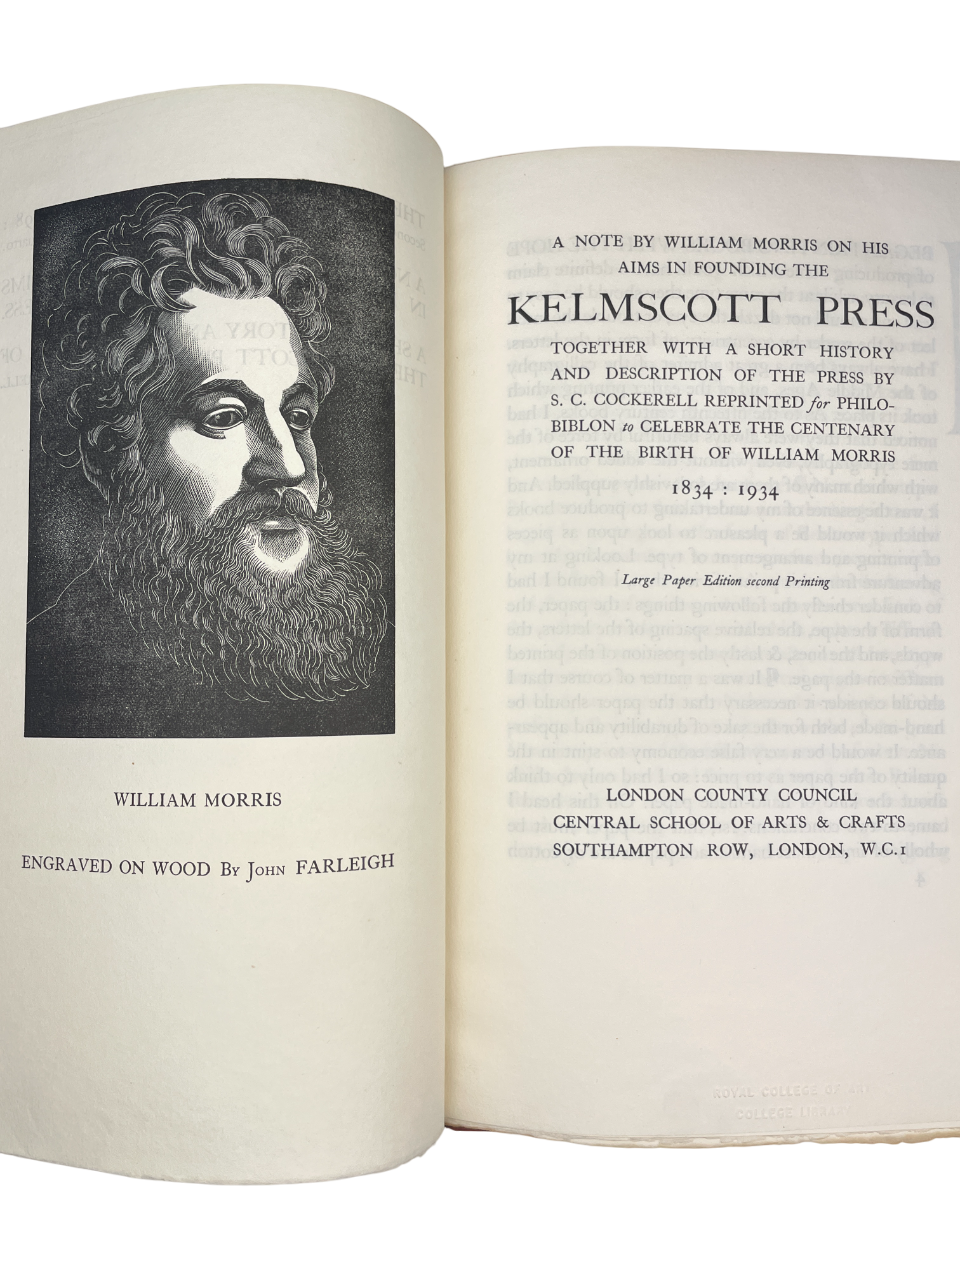 WILLIAM MORRIS
ENGRAVED ON WOOD By John FARLEIGH
A NOTE BY WILLIAM MORRIS ON HIS
AIMS IN FOUNDING THE
KELMSCOTT PRESS
TOGETHER WITH A SHORT HISTORY
AND DESCRIPTION OF THE PRESS BY
S. C. COCKERELL REPRINTED for PHILO-
BIBLON to CELEBRATE THE CENTENARY
OF THE BIRTH OF WILLIAM MORRIS
1834 : 1934
Large Paper Edition second Printing
LONDON COUNTY COUNCIL
CENTRAL SCHOOL OF ARTS & CRAFTS
SOUTHAMPTON ROW, LONDON, W.C.1
ROYAL COLLEGE OF ART
COLLEGE LIBRARY